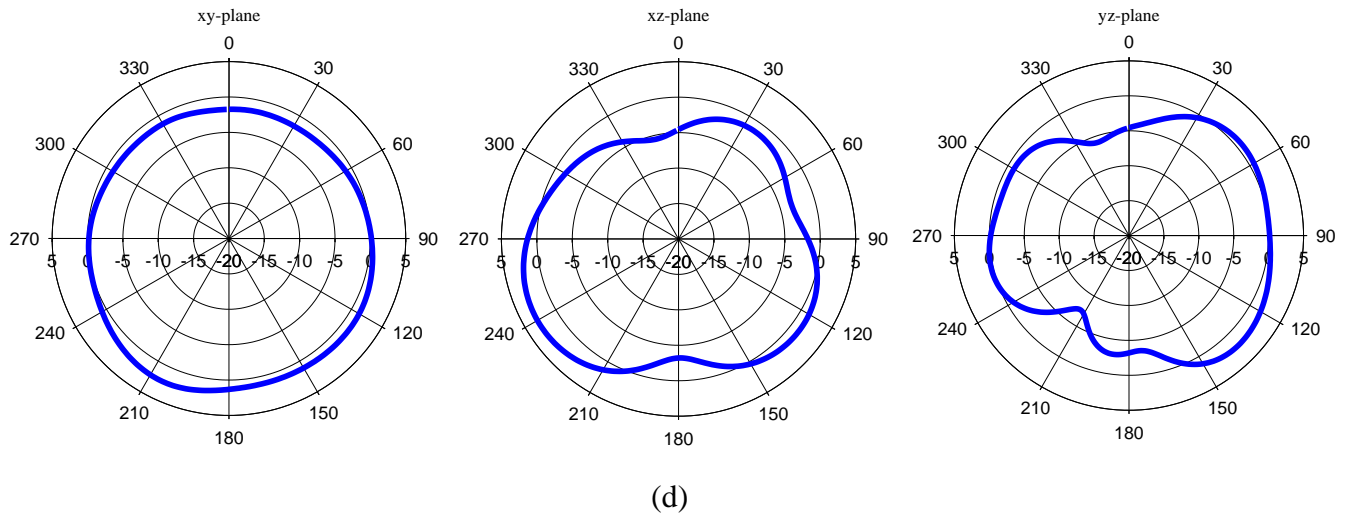 xy-plane xz-plane yz-plane
0 0 0
330 30 330 30 330 30
300 60 300 60 300 60
270 90 270 90 270 90
5 0 -5 -10 -15 -20 -15 -10 -5 0 5 5 0 -5 -10 -15 -20 -15 -10 -5 0 5 5 0 -5 -10 -15 -20 -15 -10 -5 0 5
240 120 240 120 240 120
210 150 210 150 210 150
180 180 180
(d)